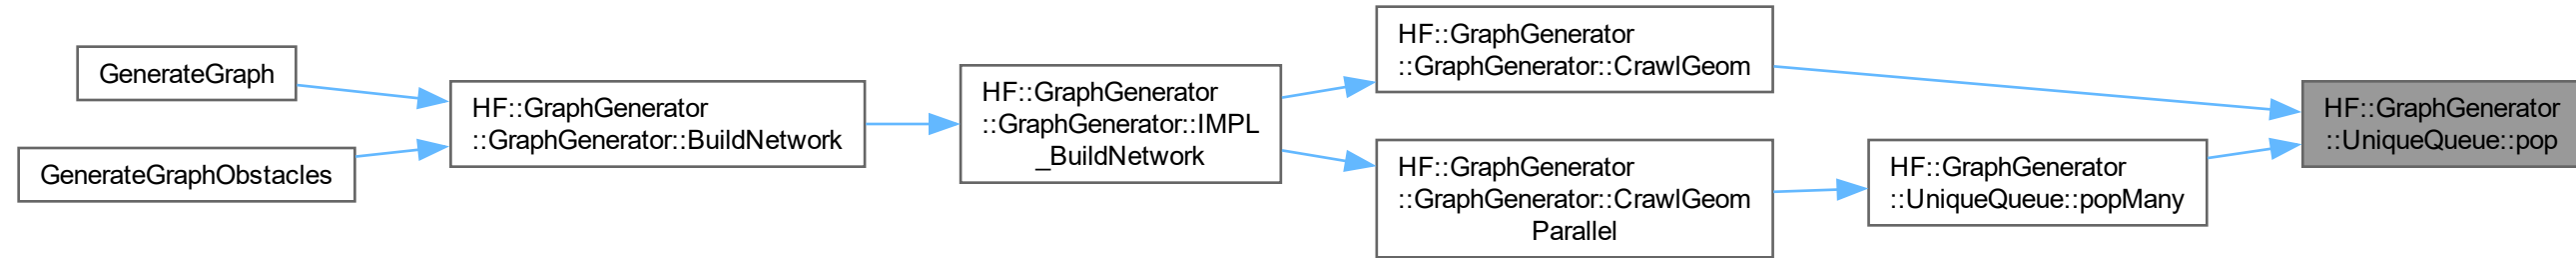 GenerateGraph
GenerateGraphObstacles
HF::GraphGenerator
::GraphGenerator::BuildNetwork
HF::GraphGenerator
::GraphGenerator::IMPL
_BuildNetwork
HF::GraphGenerator
::GraphGenerator::CrawlGeom
HF::GraphGenerator
::GraphGenerator::CrawlGeom
Parallel
HF::GraphGenerator
::UniqueQueue::popMany
HF::GraphGenerator
::UniqueQueue::pop